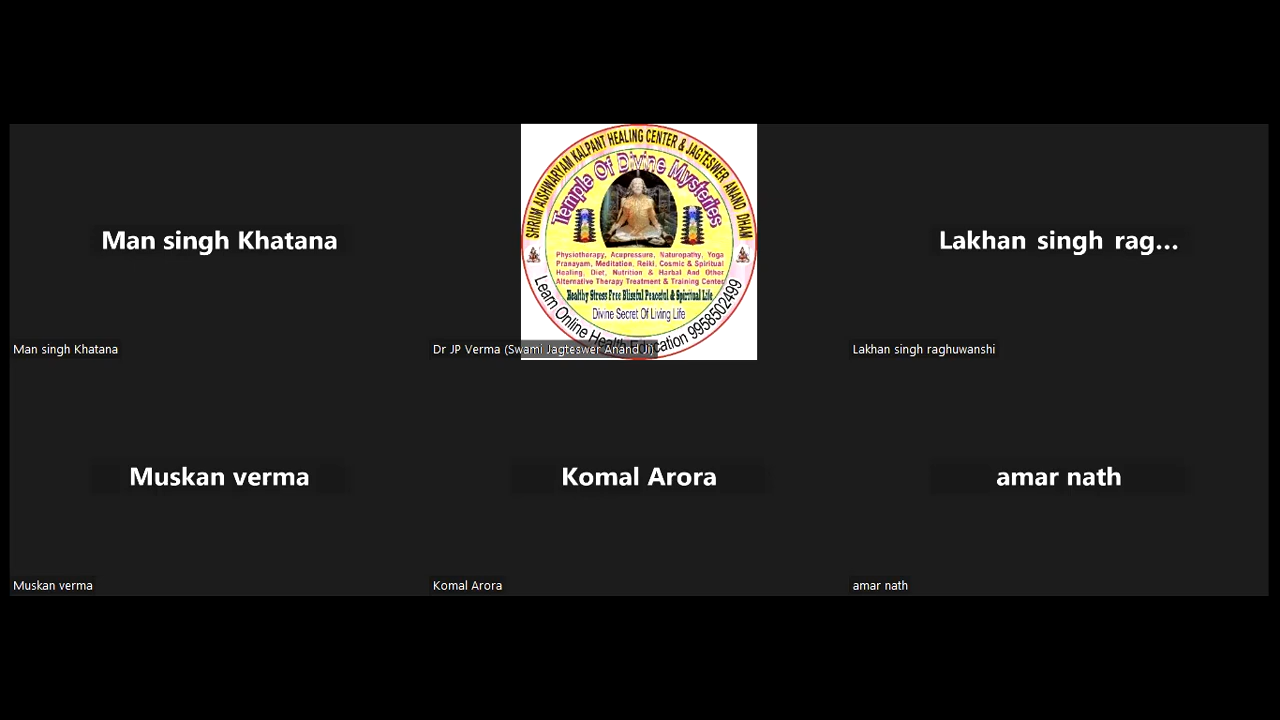 Man singh Khatana
Man singh Khatana
SHRIIM AISHWARYAM KALPANT HEALING CENTER & JAGTESWER ANAND DHAM
Temple Of Divine Mysteries
Physiotherapy, Acupressure, Naturopathy, Yoga
Pranayam, Meditation, Reiki, Cosmic & Spiritual
Healing, Diet, Nutrition & Harbal And Other
Alternative Therapy Treatment & Training Center
Healthy Stress Free Blissful Peaceful & Spiritual Life
Divine Secret Of Living Life
Learn Online Health Education 9958502499
Dr JP Verma (Swami Jagteswer Anand Ji)
Lakhan singh rag...
Lakhan singh raghuwanshi
Muskan verma
Muskan verma
Komal Arora
Komal Arora
amar nath
amar nath